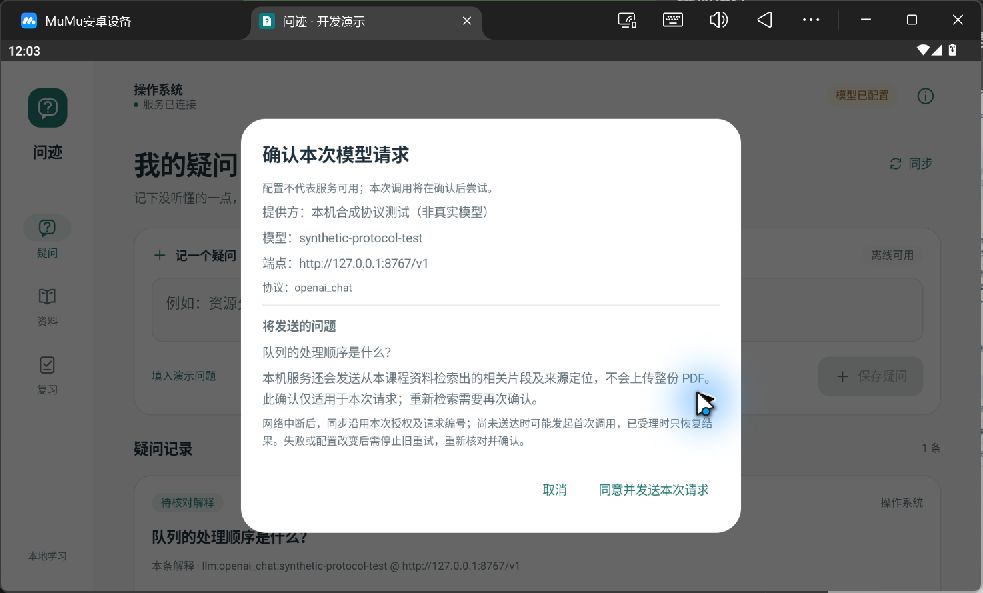 MuMu安卓设备
问迹 · 开发演示
12:03
问迹
疑问
资料
复习
本地学习
操作系统
服务已连接
模型已配置
我的疑问
同步
记下没听懂的一点，
记一个疑问
离线可用
例如：资源
填入演示问题
保存疑问
疑问记录
1 条
待核对解释
操作系统
队列的处理顺序是什么？
本条解释 · llm:openai_chat:synthetic-protocol-test @ http://127.0.0.1:8767/v1
确认本次模型请求
配置不代表服务可用；本次调用将在确认后尝试。
提供方：本机合成协议测试（非真实模型）
模型：synthetic-protocol-test
端点：http://127.0.0.1:8767/v1
协议：openai_chat
将发送的问题
队列的处理顺序是什么？
本机服务还会发送从本课程资料检索出的相关片段及来源定位，不会上传整份 PDF。
此确认仅适用于本次请求；重新检索需要再次确认。
网络中断后，同步沿用本次授权及请求编号；尚未送达时可能发起首次调用，已受理时只恢复结
果。失败或配置改变后需停止旧重试，重新核对并确认。
取消
同意并发送本次请求